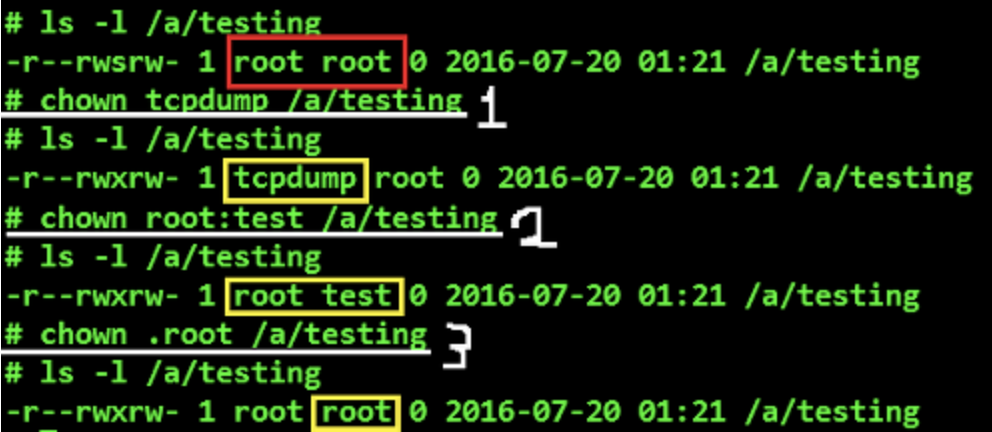 # ls -l /a/testing
-r--rwsrw- 1 root root 0 2016-07-20 01:21 /a/testing
# chown tcpdump /a/testing 1
# ls -l /a/testing
-r--rwxrw- 1 tcpdump root 0 2016-07-20 01:21 /a/testing
# chown root:test /a/testing 2
# ls -l /a/testing
-r--rwxrw- 1 root test 0 2016-07-20 01:21 /a/testing
# chown .root /a/testing 3
# ls -l /a/testing
-r--rwxrw- 1 root root 0 2016-07-20 01:21 /a/testing